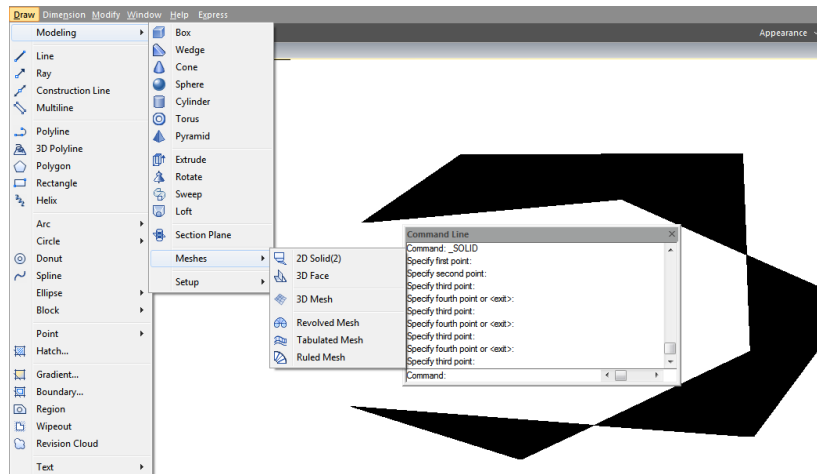 Draw Dimension Modify Window Help Express
Appearance
Modeling
Line
Ray
Construction Line
Multiline
Polyline
3D Polyline
Polygon
Rectangle
Helix
Arc
Circle
Donut
Spline
Ellipse
Block
Point
Hatch...
Gradient...
Boundary...
Region
Wipeout
Revision Cloud
Text
Box
Wedge
Cone
Sphere
Cylinder
Torus
Pyramid
Extrude
Rotate
Sweep
Loft
Section Plane
Meshes
Setup
2D Solid(2)
3D Face
3D Mesh
Revolved Mesh
Tabulated Mesh
Ruled Mesh
Command Line
Command: _SOLID
Specify first point:
Specify second point:
Specify third point:
Specify fourth point or <exit>:
Specify third point:
Specify fourth point or <exit>:
Specify third point:
Specify fourth point or <exit>:
Specify third point:
Command: